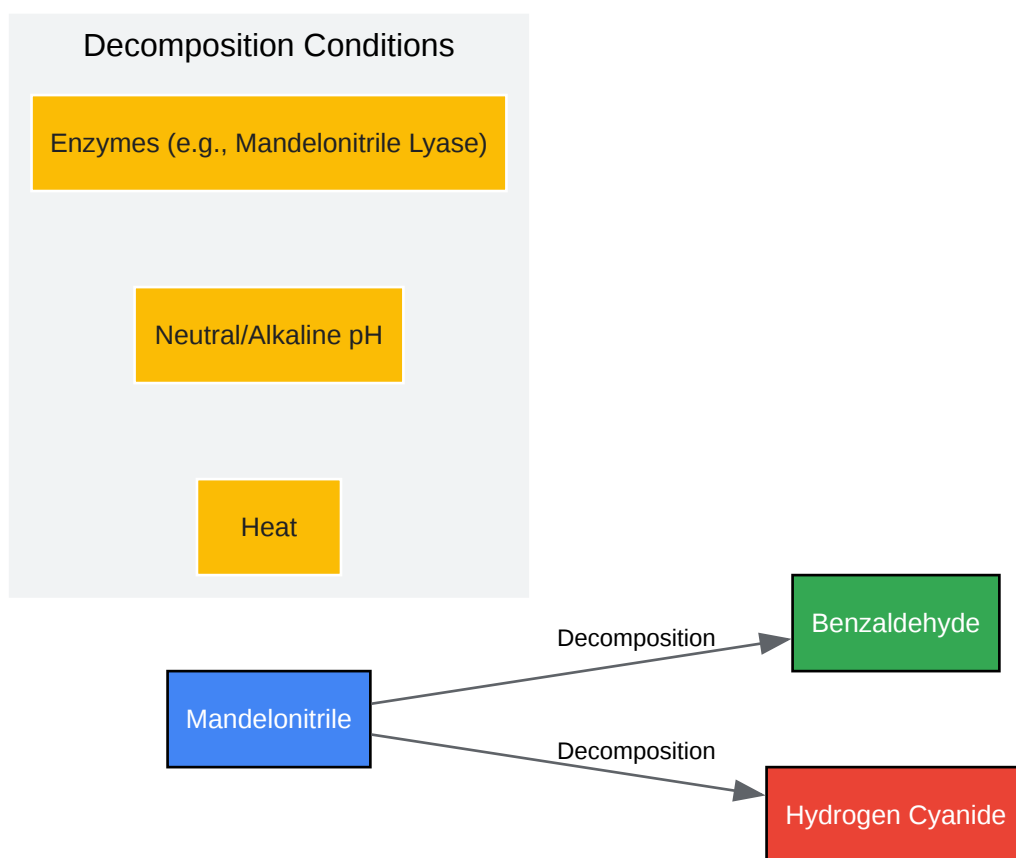 Decomposition Conditions
Enzymes (e.g., Mandelonitrile Lyase)
Neutral/Alkaline pH
Heat
Benzaldehyde
Decomposition
Mandelonitrile
Decomposition
Hydrogen Cyanide